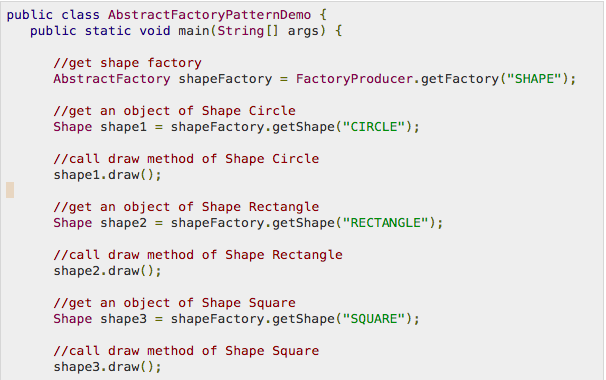 public class AbstractFactoryPatternDemo {
public static void main(String[] args) {
//get shape factory
AbstractFactory shapeFactory = FactoryProducer.getFactory("SHAPE");
//get an object of Shape Circle
Shape shape1 = shapeFactory.getShape("CIRCLE");
//call draw method of Shape Circle
shape1.draw();
//get an object of Shape Rectangle
Shape shape2 = shapeFactory.getShape("RECTANGLE");
//call draw method of Shape Rectangle
shape2.draw();
//get an object of Shape Square
Shape shape3 = shapeFactory.getShape("SQUARE");
//call draw method of Shape Square
shape3.draw();